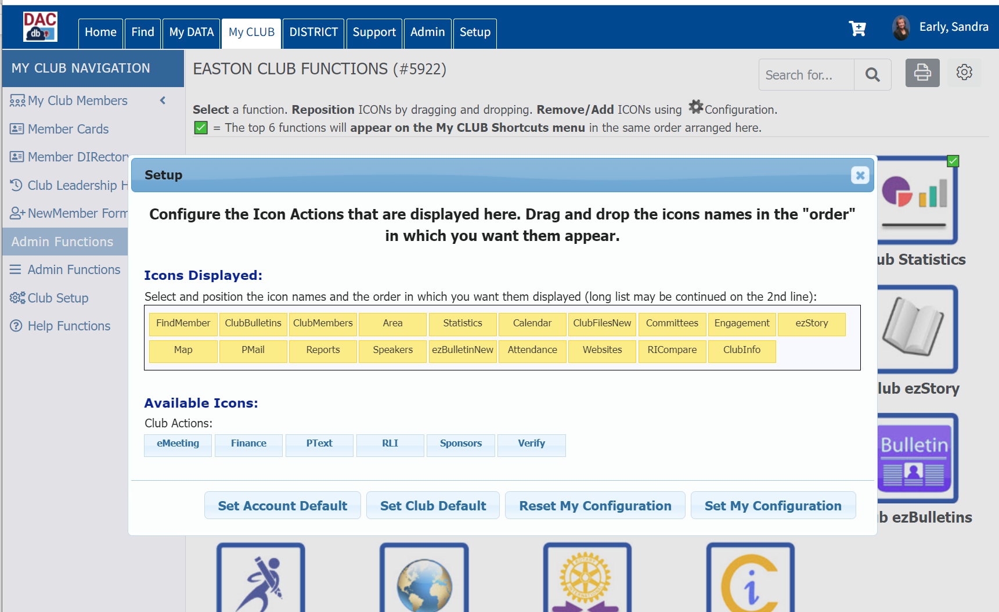 DAC
db
Home
Find
My DATA
My CLUB
DISTRICT
Support
Admin
Setup
Early, Sandra
MY CLUB NAVIGATION
My Club Members
Member Cards
Member DIRectory
Club Leadership H
NewMember Form
Admin Functions
Admin Functions
Club Setup
Help Functions
EASTON CLUB FUNCTIONS (#5922)
Search for...
Select a function. Reposition ICONs by dragging and dropping. Remove/Add ICONs using Configuration.
= The top 6 functions will appear on the My CLUB Shortcuts menu in the same order arranged here.
Setup
Configure the Icon Actions that are displayed here. Drag and drop the icons names in the "order"
in which you want them appear.
Icons Displayed:
Select and position the icon names and the order in which you want them displayed (long list may be continued on the 2nd line):
FindMember ClubBulletins ClubMembers Area Statistics Calendar ClubFilesNew Committees Engagement ezStory
Map PMail Reports Speakers ezBulletinNew Attendance Websites RICompare ClubInfo
Available Icons:
Club Actions:
eMeeting Finance PText RLI Sponsors Verify
Set Account Default
Set Club Default
Reset My Configuration
Set My Configuration
ub Statistics
lub ezStory
Bulletin
b ezBulletins
ROTARY
INTERNATIONAL